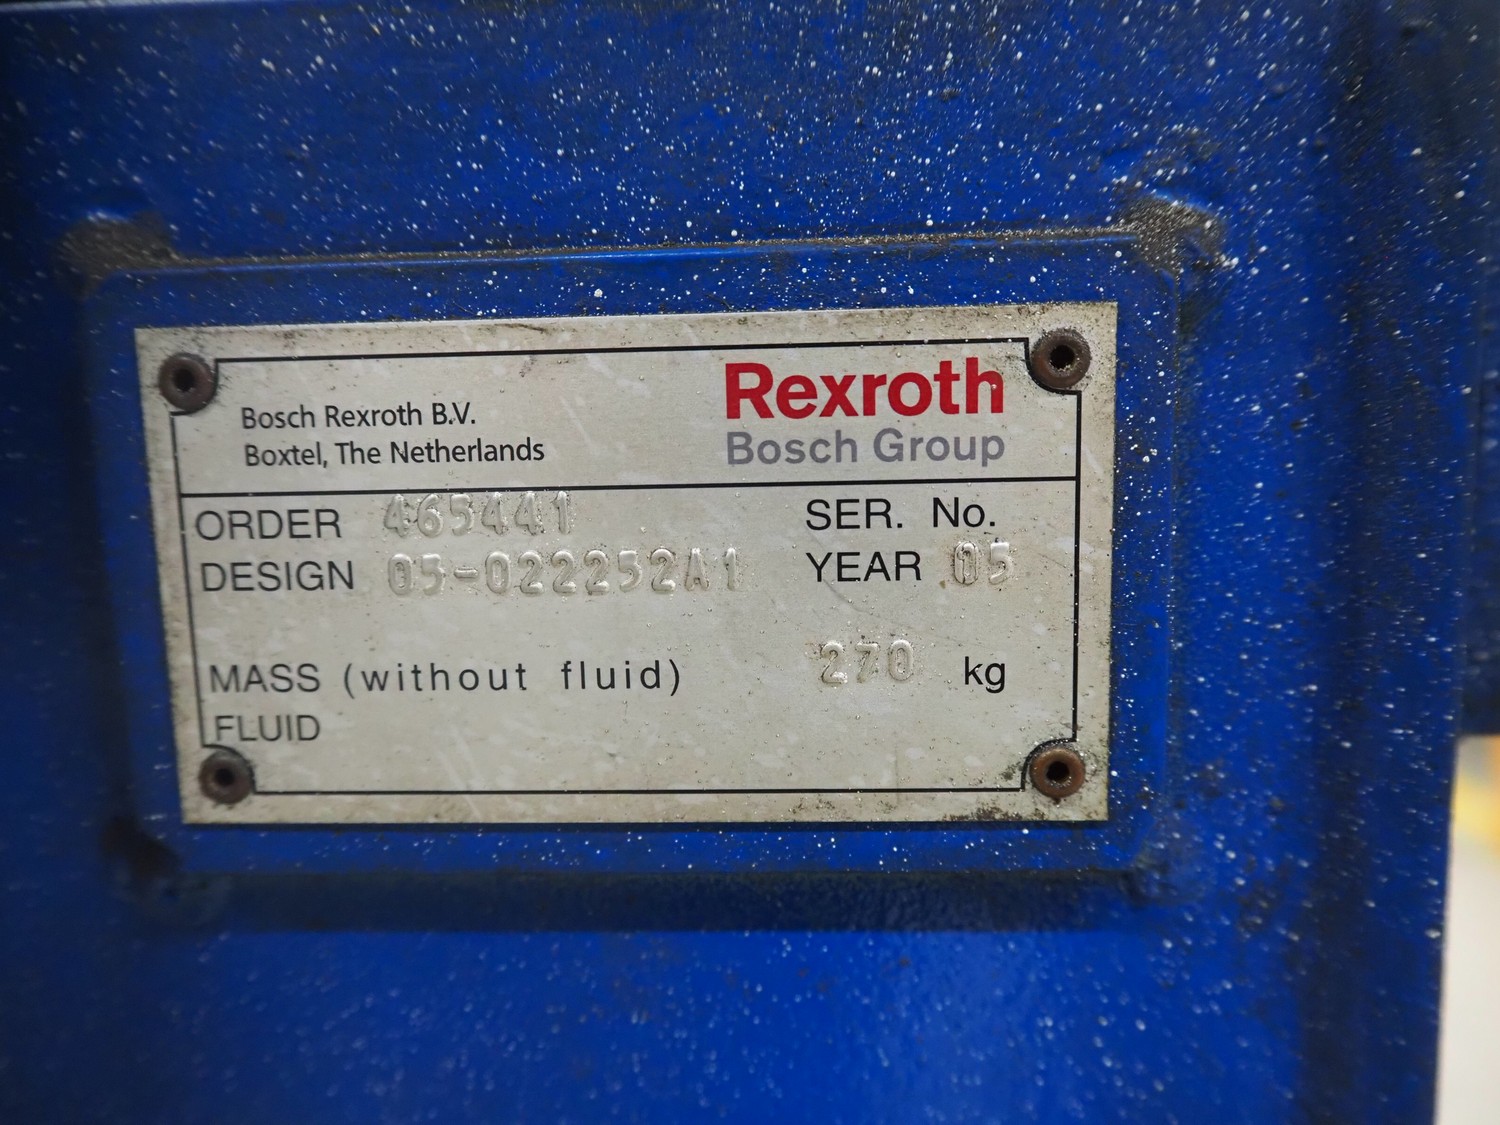 Bosch Rexroth B.V.
Boxtel, The Netherlands
Rexroth
Bosch Group
ORDER 465441 SER. No.
DESIGN 05-022252A1 YEAR 05
MASS (without fluid) 270 kg
FLUID